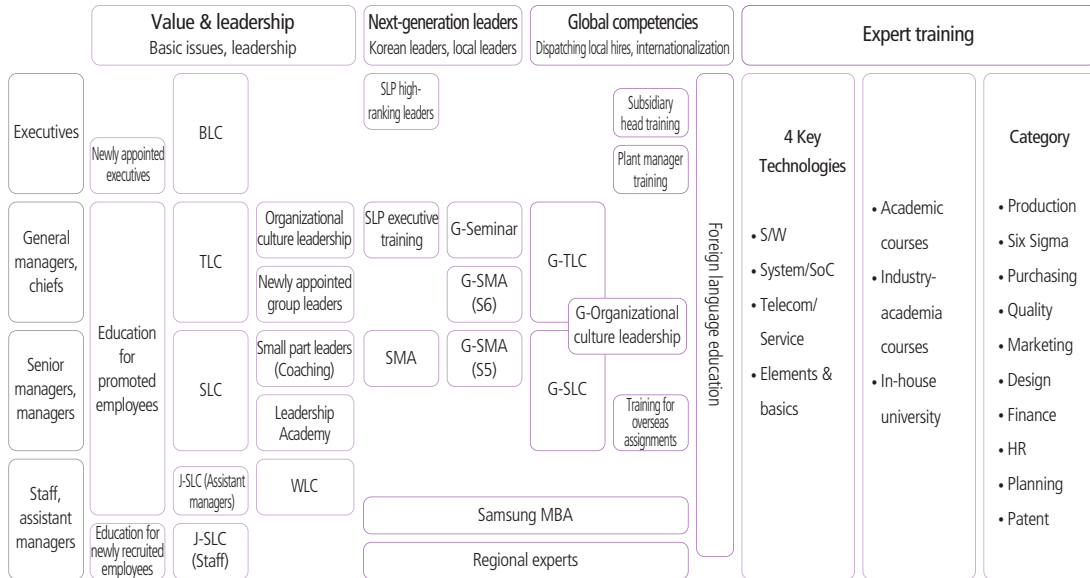 Value & leadership
Basic issues, leadership
Next-generation leaders
Korean leaders, local leaders
Global competencies
Dispatching local hires, internationalization
Expert training
Executives
Newly appointed
executives
BLC
SLP high-
ranking leaders
Subsidiary
head training
Plant manager
training
General
managers,
chiefs
TLC
Organizational
culture leadership
Newly appointed
group leaders
SLP executive
training
G-Seminar
G-SMA
(S6)
G-TLC
G-Organizational
culture leadership
Education
for
promoted
employees
Senior
managers,
managers
SLC
Small part leaders
(Coaching)
Leadership
Academy
SMA
G-SMA
(S5)
G-SLC
Training for
overseas
assignments
Staff,
assistant
managers
J-SLC (Assistant
managers)
WLC
Education for
newly recruited
employees
J-SLC
(Staff)
Samsung MBA
Regional experts
Foreign language education
4 Key
Technologies
• S/W
• System/SoC
• Telecom/
Service
• Elements &
basics
• Academic
courses
• Industry-
academia
courses
• In-house
university
Category
• Production
• Six Sigma
• Purchasing
• Quality
• Marketing
• Design
• Finance
• HR
• Planning
• Patent